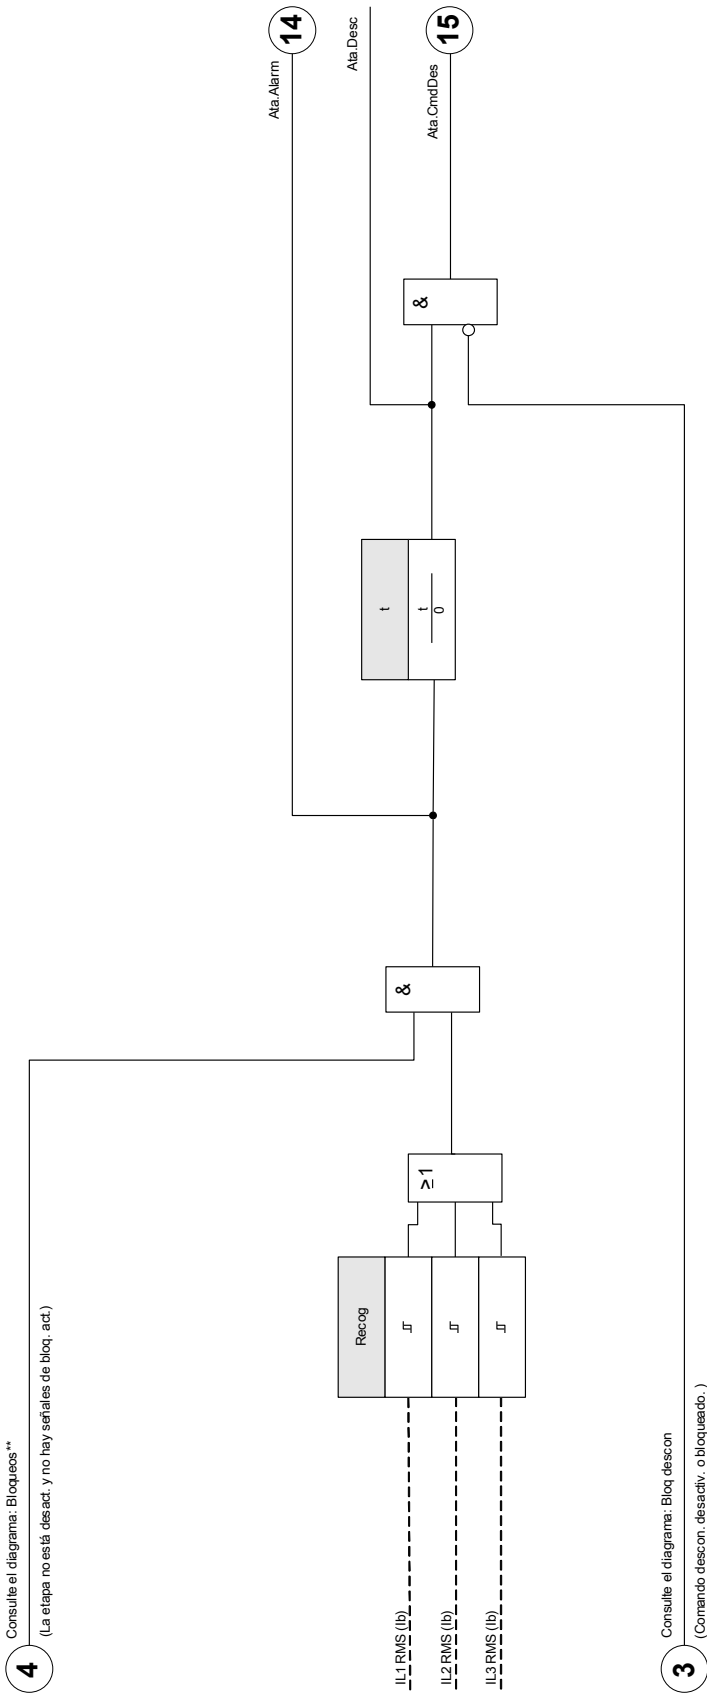 4
Consulte el diagrama: Bloqueos**
(La etapa no está desact. y no hay señales de bloq. act.)
14
Ata.Alarm
Ata.Desc
15
Ata.CmdDes
Recog
IL1 RMS (Ib)
IL2 RMS (Ib)
IL3 RMS (Ib)
≥1
&
t
t
0
&
3
Consulte el diagrama: Bloq descon
(Comando descon. desactiv. o bloqueado. )